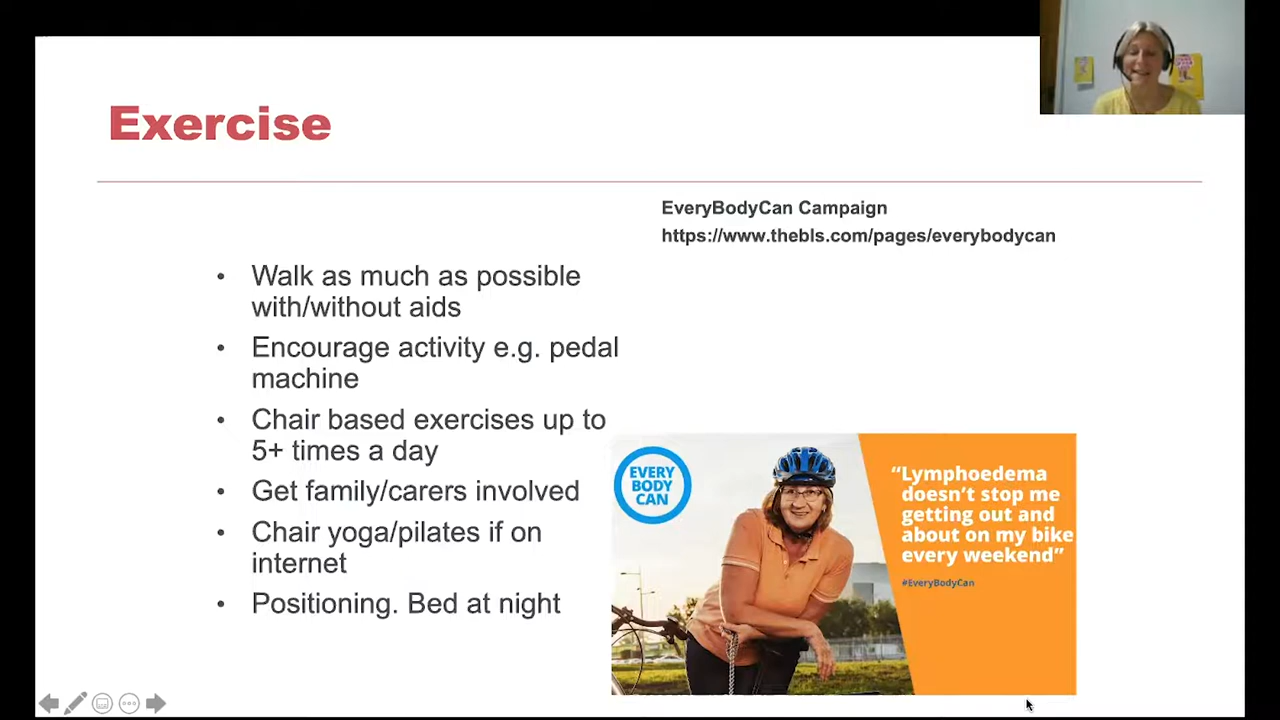 Exercise
EveryBodyCan Campaign
https://www.thebls.com/pages/everybodycan
• Walk as much as possible
with/without aids
• Encourage activity e.g. pedal
machine
• Chair based exercises up to
5+ times a day
• Get family/carers involved
• Chair yoga/pilates if on
internet
• Positioning. Bed at night
EVERY
BODY
CAN
“Lymphoedema
doesn’t stop me
getting out and
about on my bike
every weekend”
#EveryBodyCan